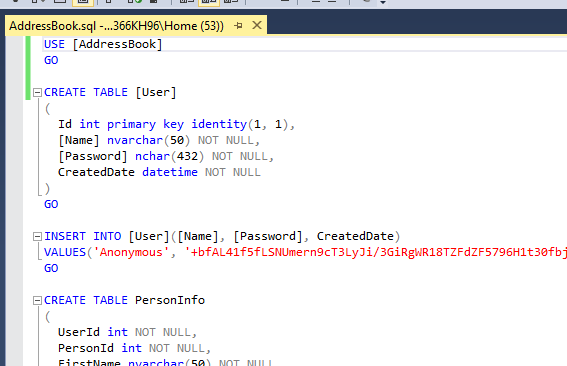 AddressBook.sql -...366KH96\Home (53))
USE [AddressBook]
GO
CREATE TABLE [User]
(
Id int primary key identity(1, 1),
[Name] nvarchar(50) NOT NULL,
[Password] nchar(432) NOT NULL,
CreatedDate datetime NOT NULL
)
GO
INSERT INTO [User]([Name], [Password], CreatedDate)
VALUES('Anonymous', '+bfAL41f5fLSNUmern9cT3LyJi/3GiRgWR18TZFdZF5796H1t30fbj
GO
CREATE TABLE PersonInfo
(
UserId int NOT NULL,
PersonId int NOT NULL,
FirstName nvarchar(50) NOT NULL